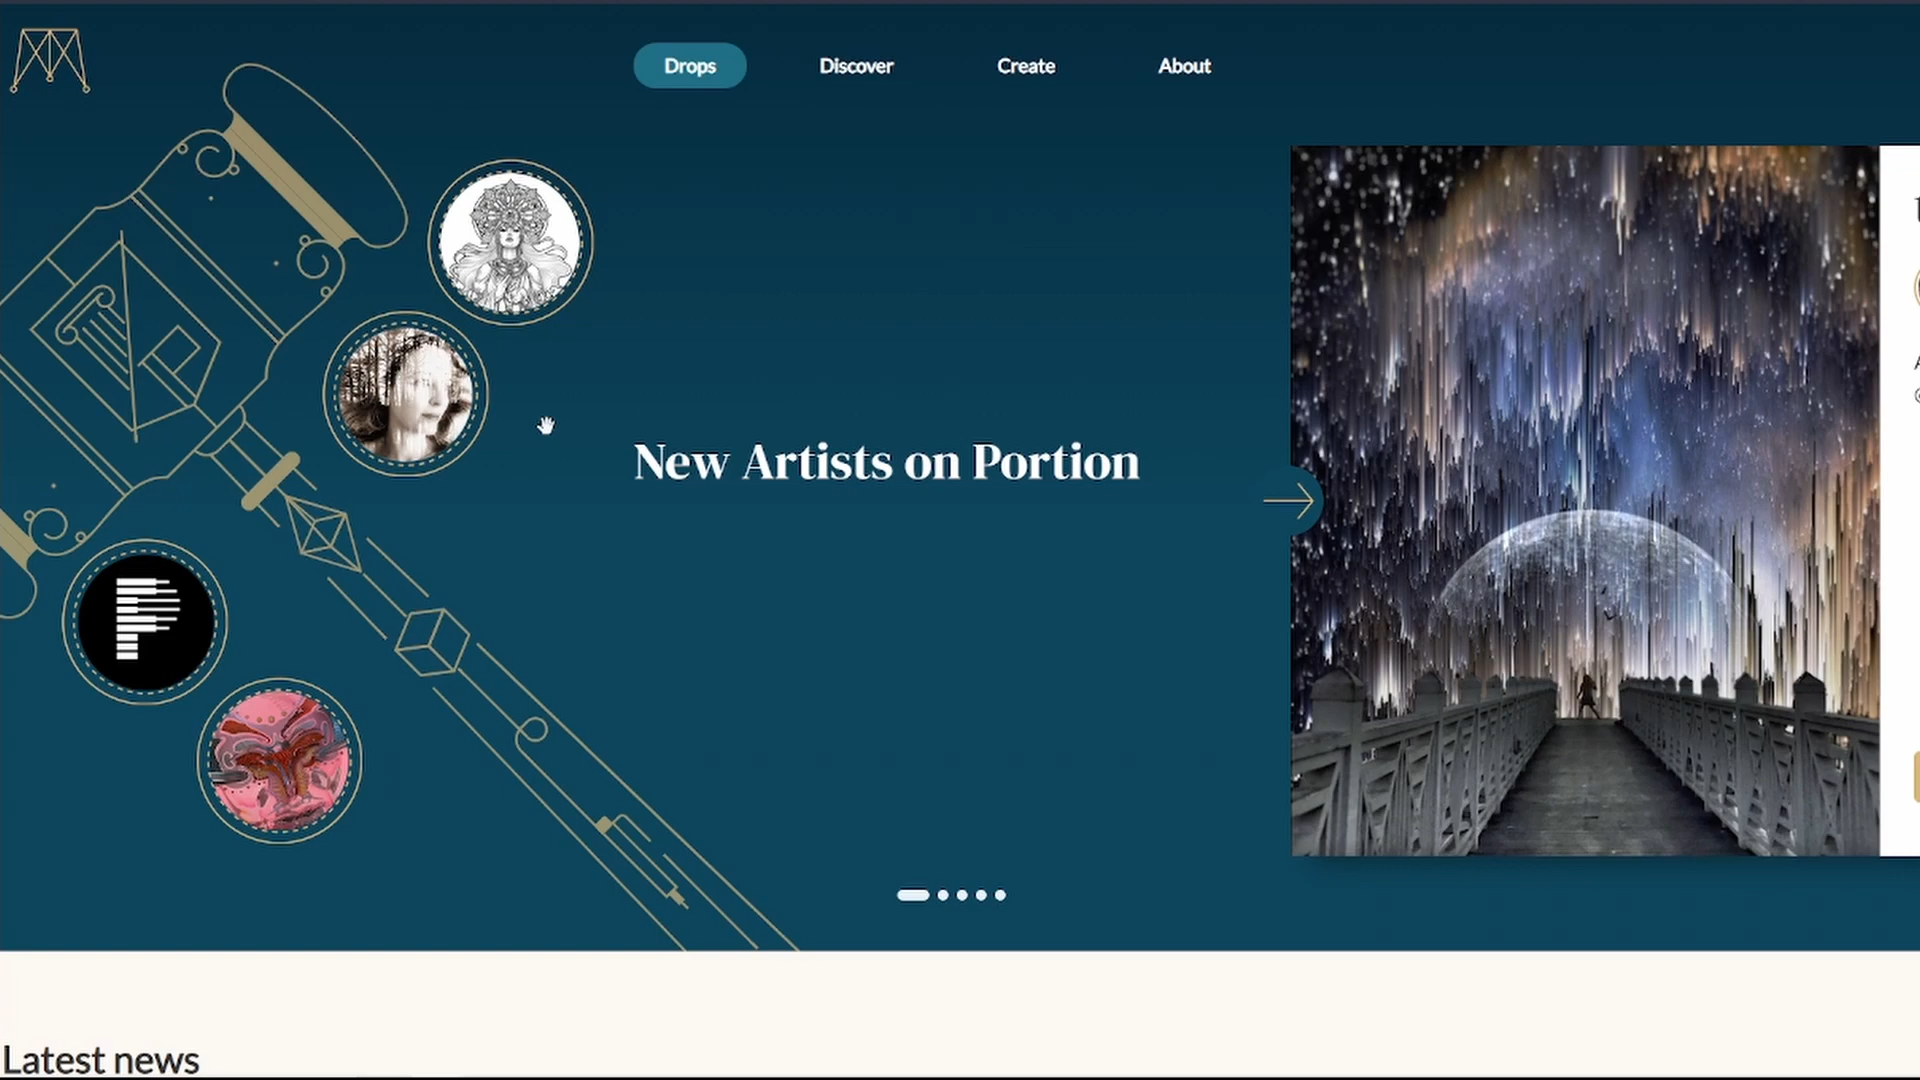 Drops
Discover
Create
About
New Artists on Portion
Latest news